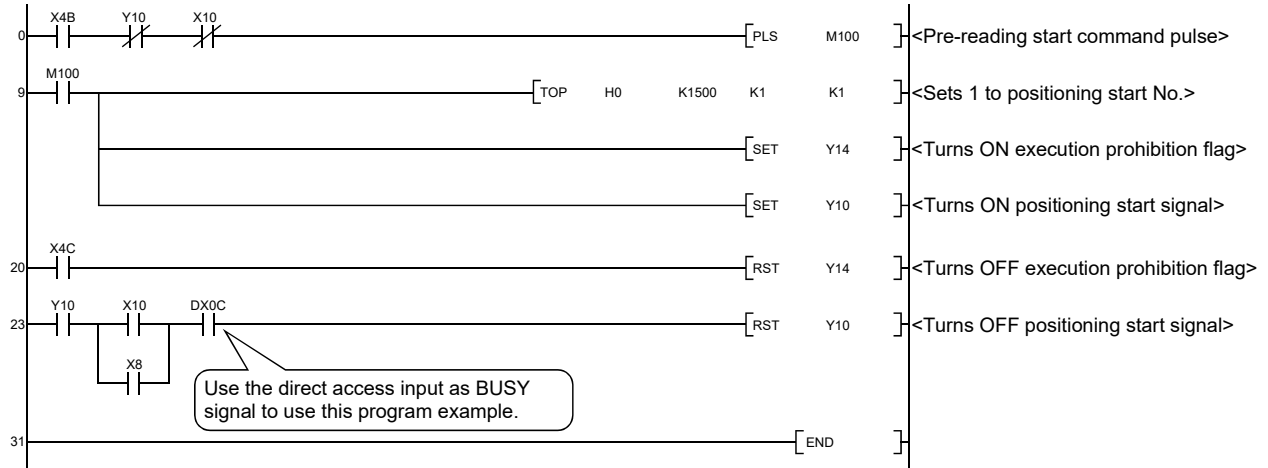 X4B Y10 X10
0 PLS M100 <Pre-reading start command pulse>
M100
9 TOP H0 K1500 K1 K1 <Sets 1 to positioning start No.>
SET Y14 <Turns ON execution prohibition flag>
SET Y10 <Turns ON positioning start signal>
X4C
20 RST Y14 <Turns OFF execution prohibition flag>
Y10 X10 DX0C
23 RST Y10 <Turns OFF positioning start signal>
X8
Use the direct access input as BUSY
signal to use this program example.
31 END